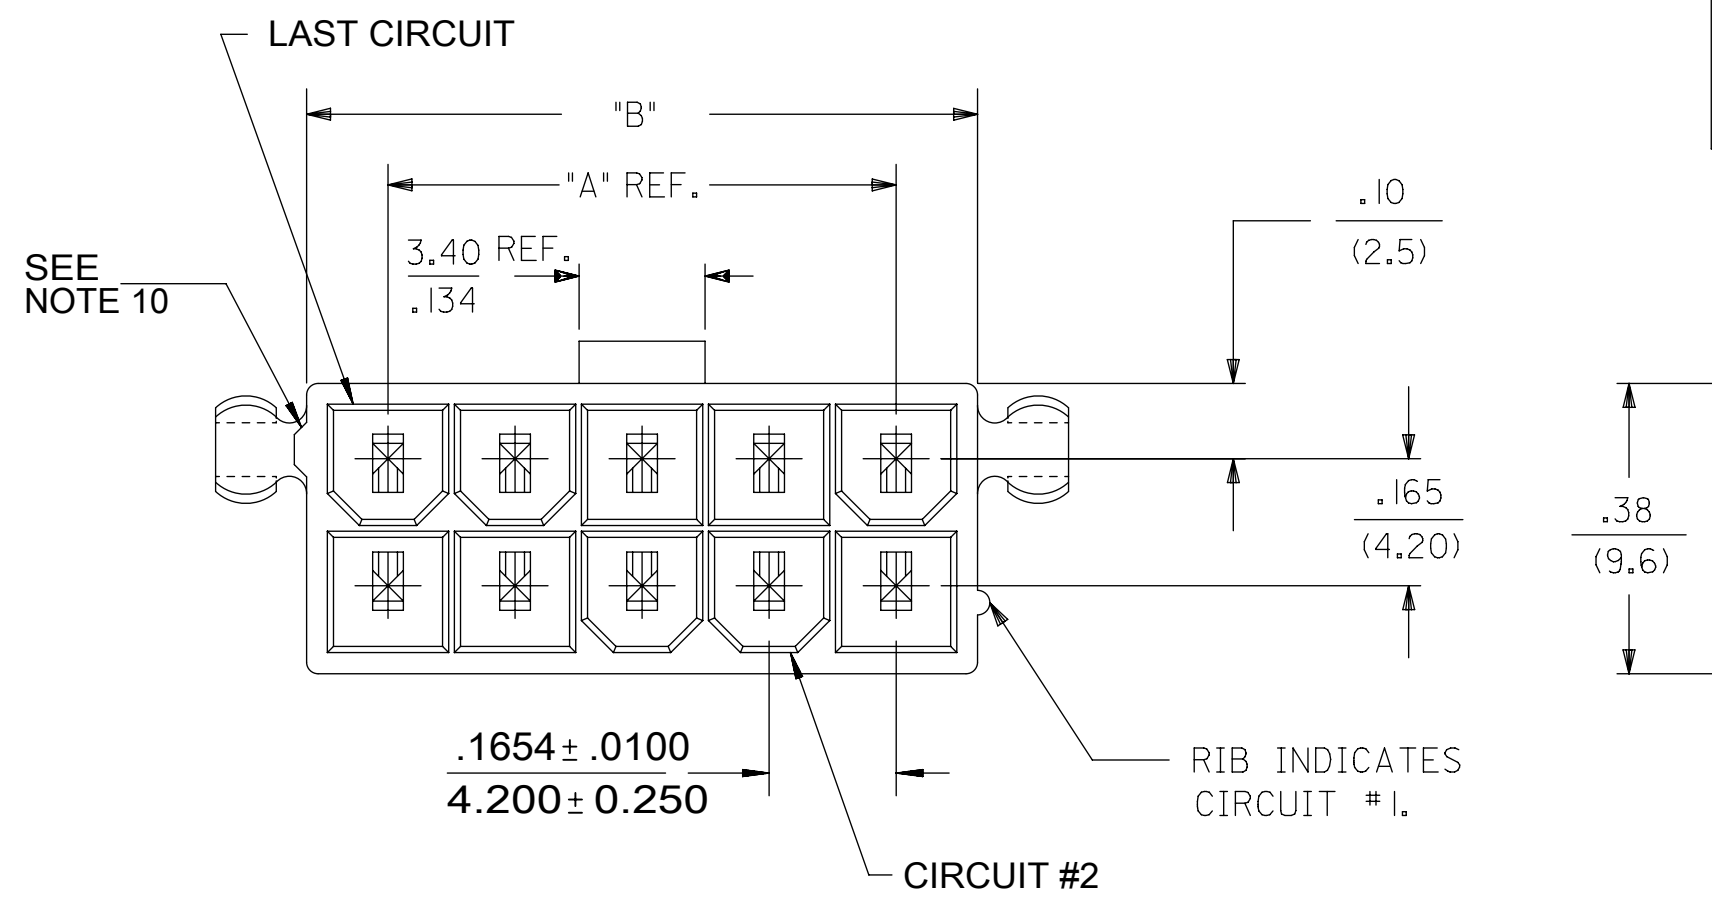 LAST CIRCUIT
"B"
"A" REF.
.10
(2.5)
3.40 REF.
.134
SEE
NOTE 10
.165
(4.20)
.38
(9.6)
.1654 ± .0100
4.200 ± 0.250
RIB INDICATES
CIRCUIT #1.
CIRCUIT #2